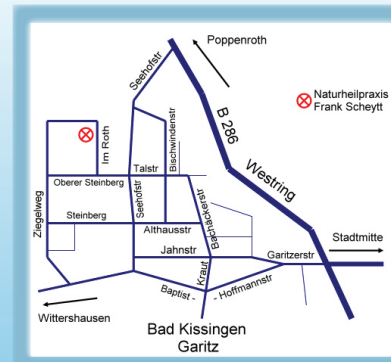 Poppenroth
Seehofstr
Naturheilpraxis
Frank Scheytt
B 286
Im Roth
Bischwindenstr
Talstr
Westring
Oberer Steinberg
Ziegelweg
Seehofstr
Bachackerstr
Steinberg
Althausstr
Stadtmitte
Jahnstr
Garitzerstr
Kraut
Baptist -
- Hoffmannstr
Wittershausen
Bad Kissingen
Garitz